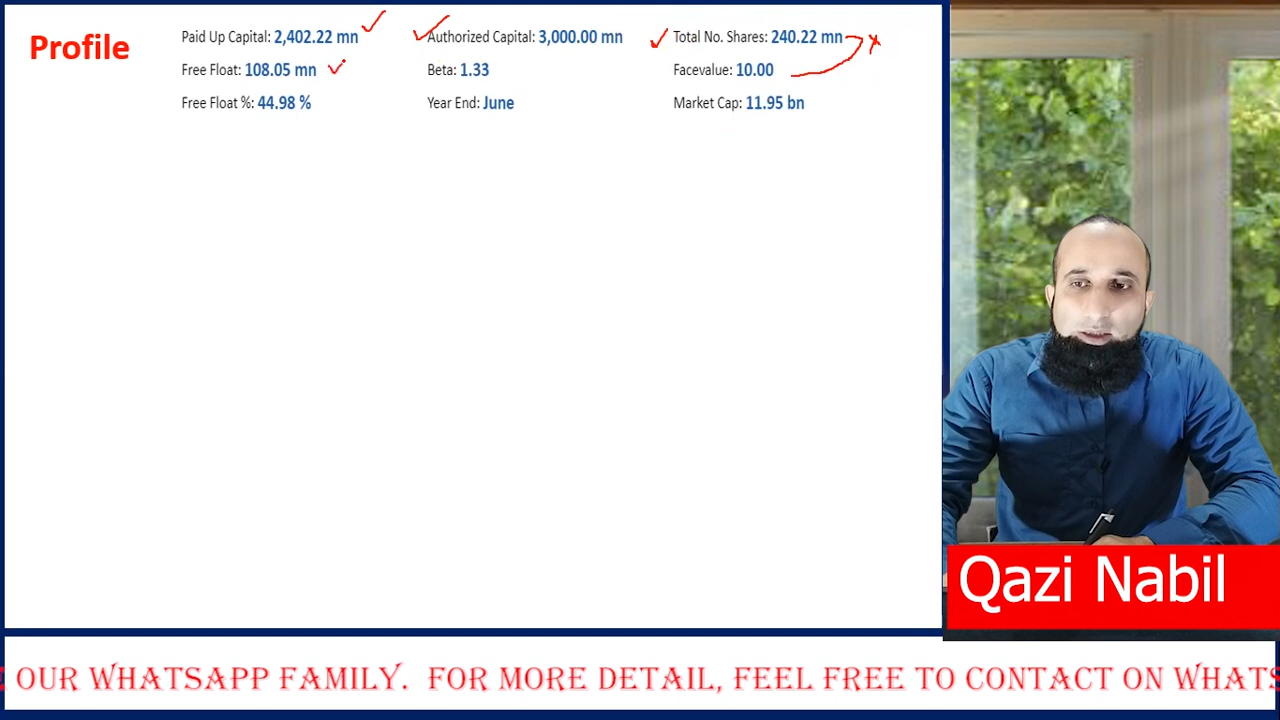 Profile
Paid Up Capital: 2,402.22 mn Authorized Capital: 3,000.00 mn Total No. Shares: 240.22 mn
Free Float: 108.05 mn Beta: 1.33 Facevalue: 10.00
Free Float %: 44.98 % Year End: June Market Cap: 11.95 bn
Qazi Nabil
OUR WHATSAPP FAMILY. FOR MORE DETAIL, FEEL FREE TO CONTACT ON WHATS